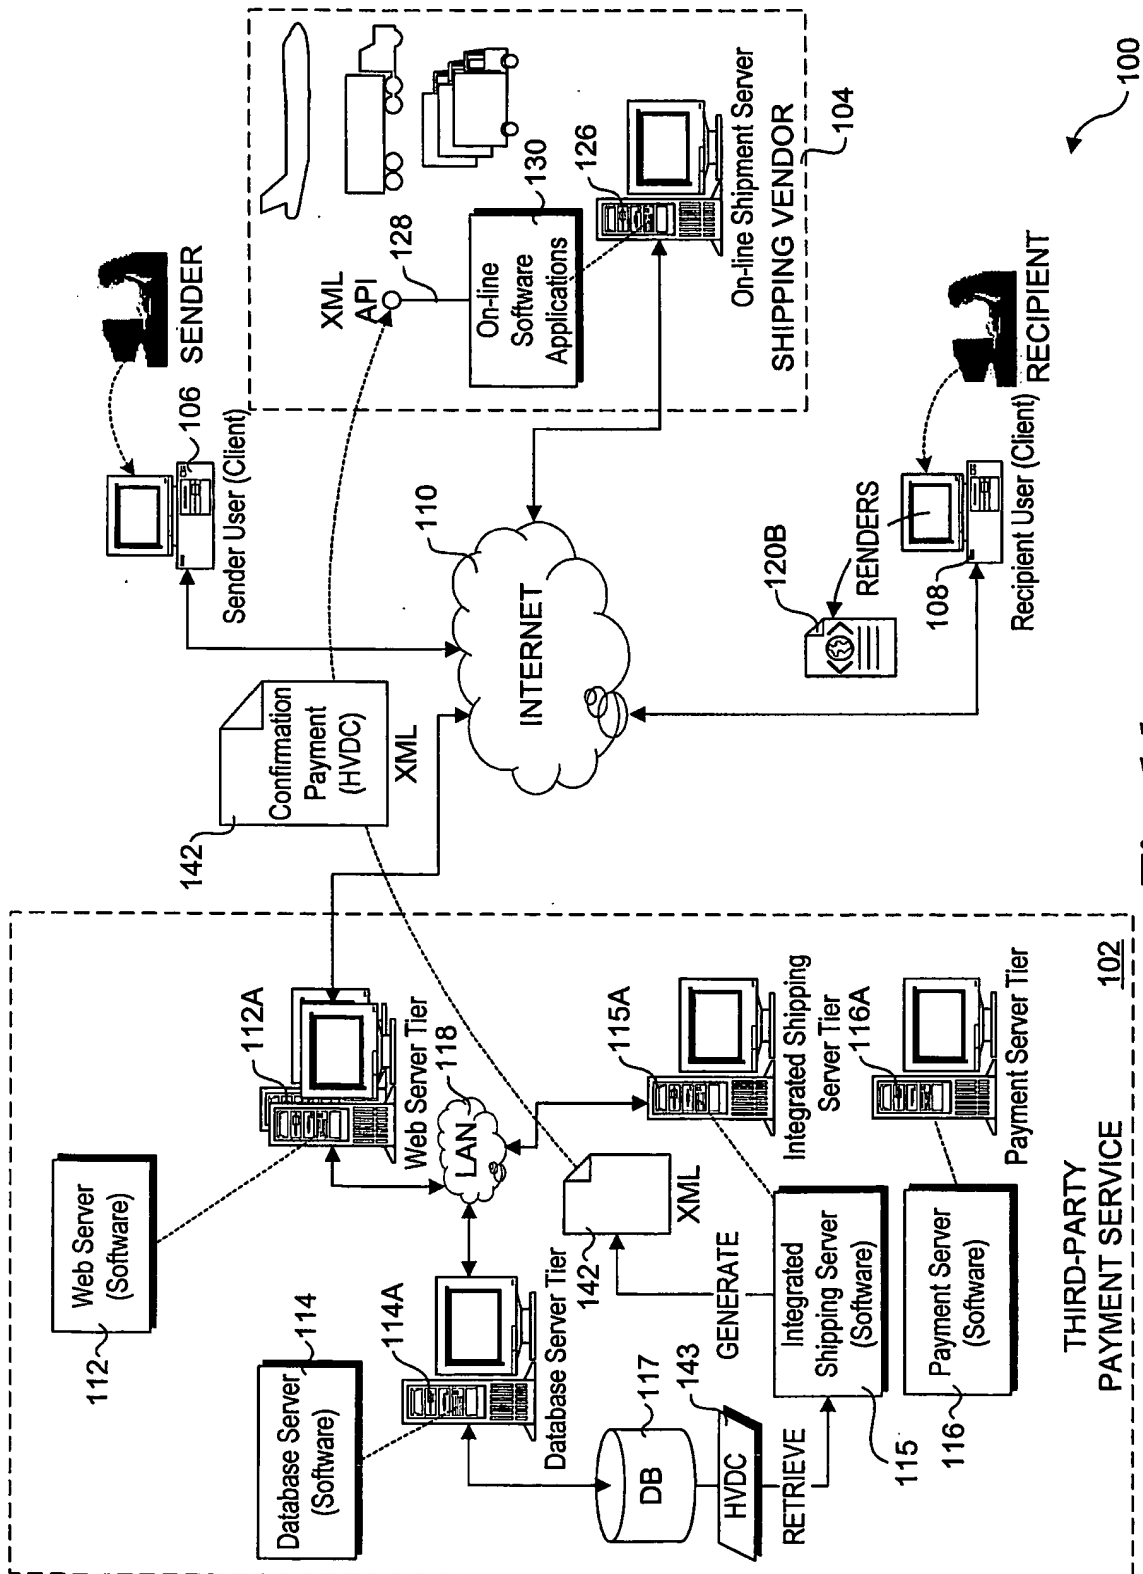 Database Server
(Software)
114
112
Web Server
(Software)
114A
Database Server Tier
112A
Web Server Tier
LAN
118
142
Confirmation
Payment
(HVDC)
XML
Sender User (Client)
106
SENDER
DB
117
HVDC
143
RETRIEVE
GENERATE
142
XML
115A
Integrated Shipping
Server Tier
Integrated
Shipping Server
(Software)
115
Payment Server
(Software)
116
116A
Payment Server Tier
THIRD-PARTY
PAYMENT SERVICE
102
INTERNET
110
XML
API
128
On-line
Software
Applications
130
126
On-line Shipment Server
SHIPPING VENDOR
104
120B
RENDERS
108
Recipient User (Client)
RECIPIENT
100